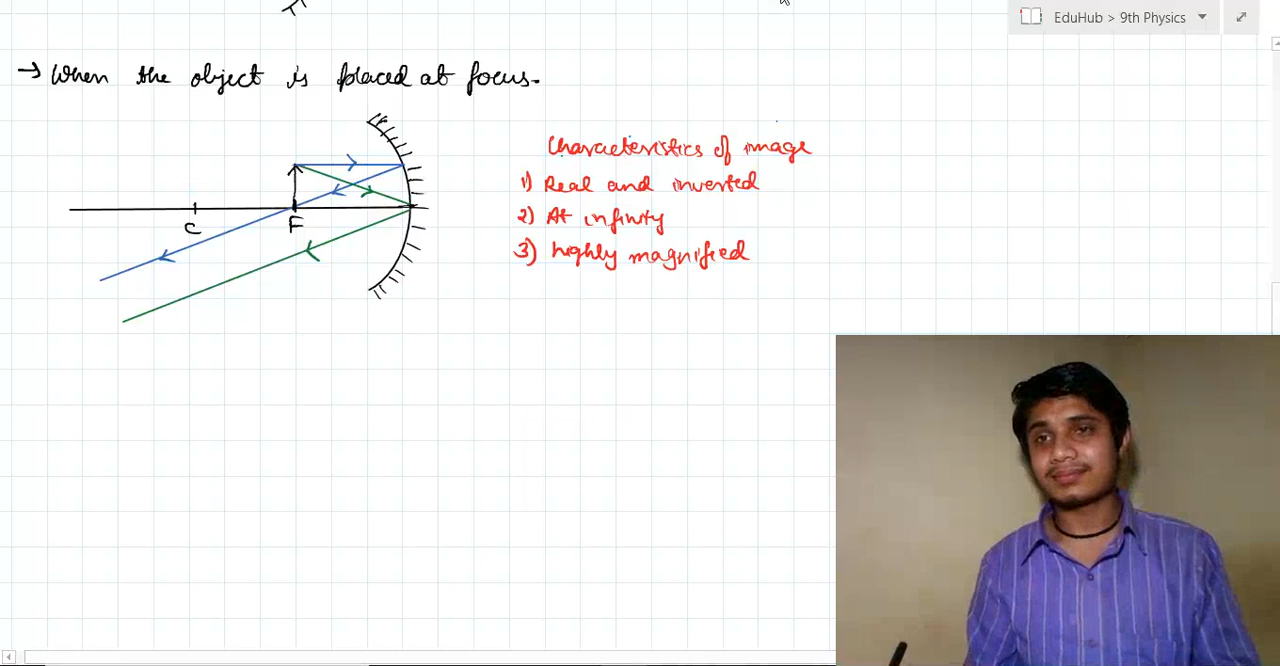 EduHub > 9th Physics
→ When the object is placed at focus.
Characteristics of image
1) Real and inverted
2) At infinity
3) highly magnified
C F